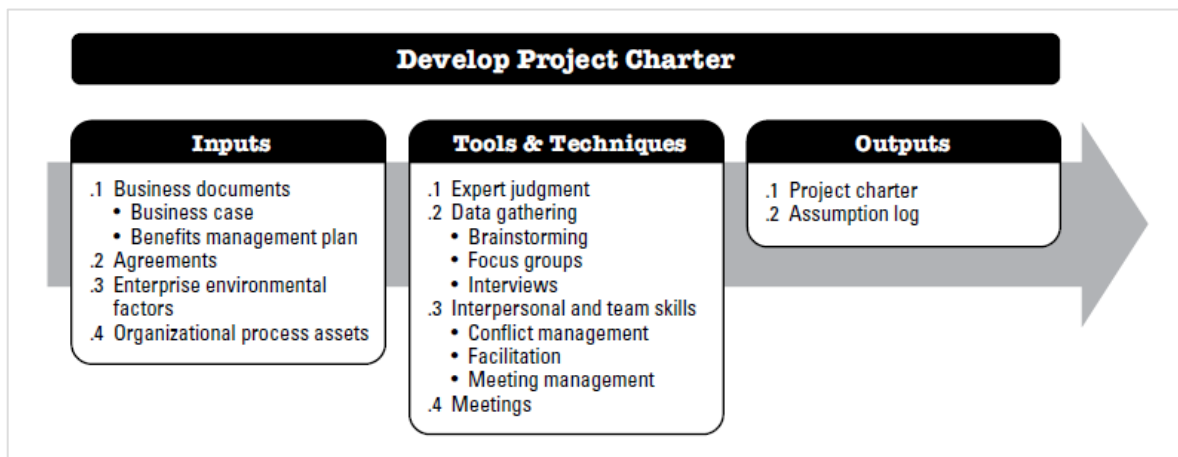 Develop Project Charter
Inputs
.1 Business documents
• Business case
• Benefits management plan
.2 Agreements
.3 Enterprise environmental
factors
.4 Organizational process assets
Tools & Techniques
.1 Expert judgment
.2 Data gathering
• Brainstorming
• Focus groups
• Interviews
.3 Interpersonal and team skills
• Conflict management
• Facilitation
• Meeting management
.4 Meetings
Outputs
.1 Project charter
.2 Assumption log